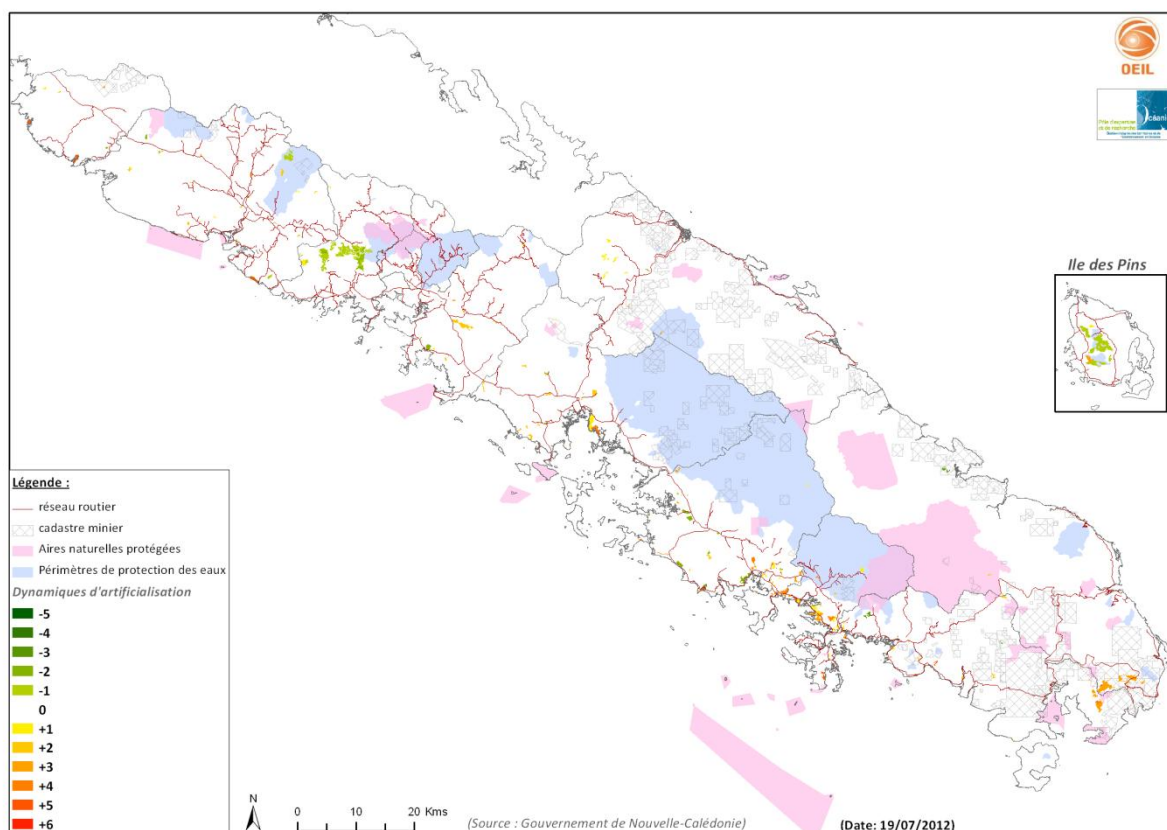 OEIL
Océanide
Ile des Pins
Légende :
réseau routier
cadastre minier
Aires naturelles protégées
Périmètres de protection des eaux
Dynamiques d'artificialisation
-5
-4
-3
-2
-1
0
+1
+2
+3
+4
+5
+6
N
0 10 20 Kms
(Source : Gouvernement de Nouvelle-Calédonie)
(Date: 19/07/2012)